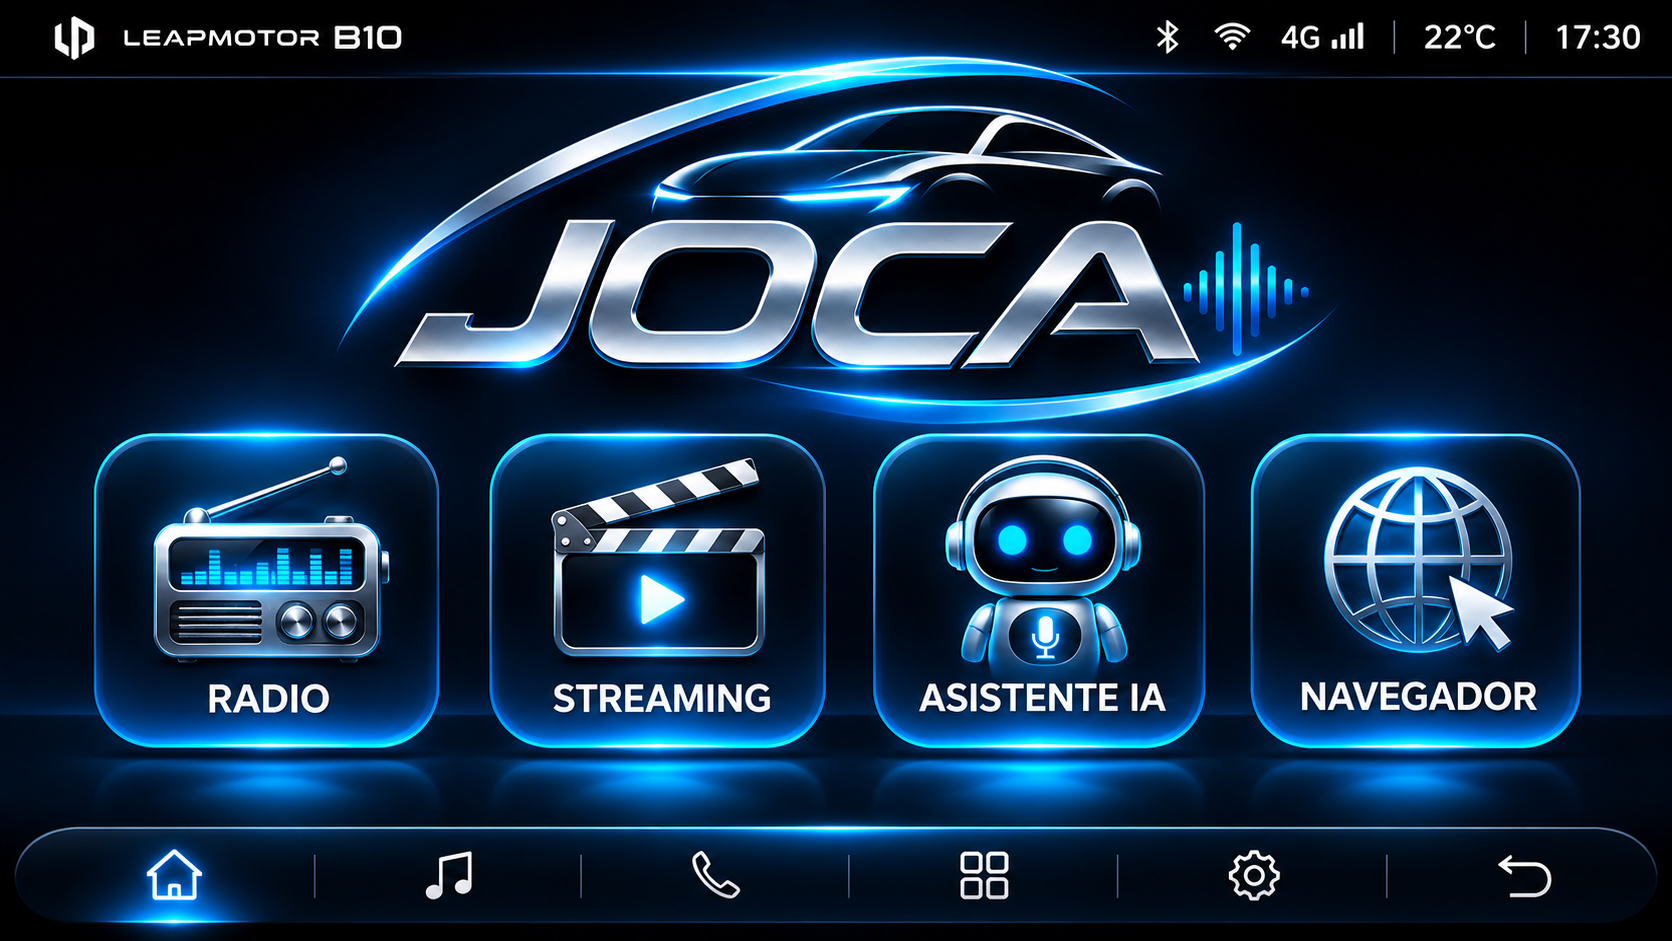 LEAPMOTOR B10
4G 22°C 17:30
JOCA
RADIO
STREAMING
ASISTENTE IA
NAVEGADOR